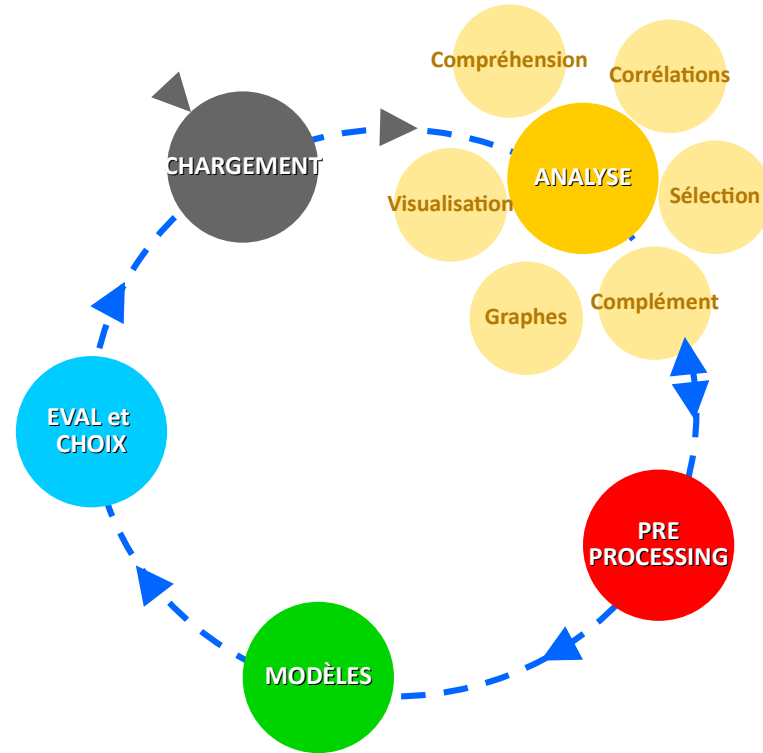 Compréhension
Corrélations
CHARGEMENT
ANALYSE
Visualisation
Sélection
Graphes
Complément
EVAL et
CHOIX
PRE
PROCESSING
MODÈLES